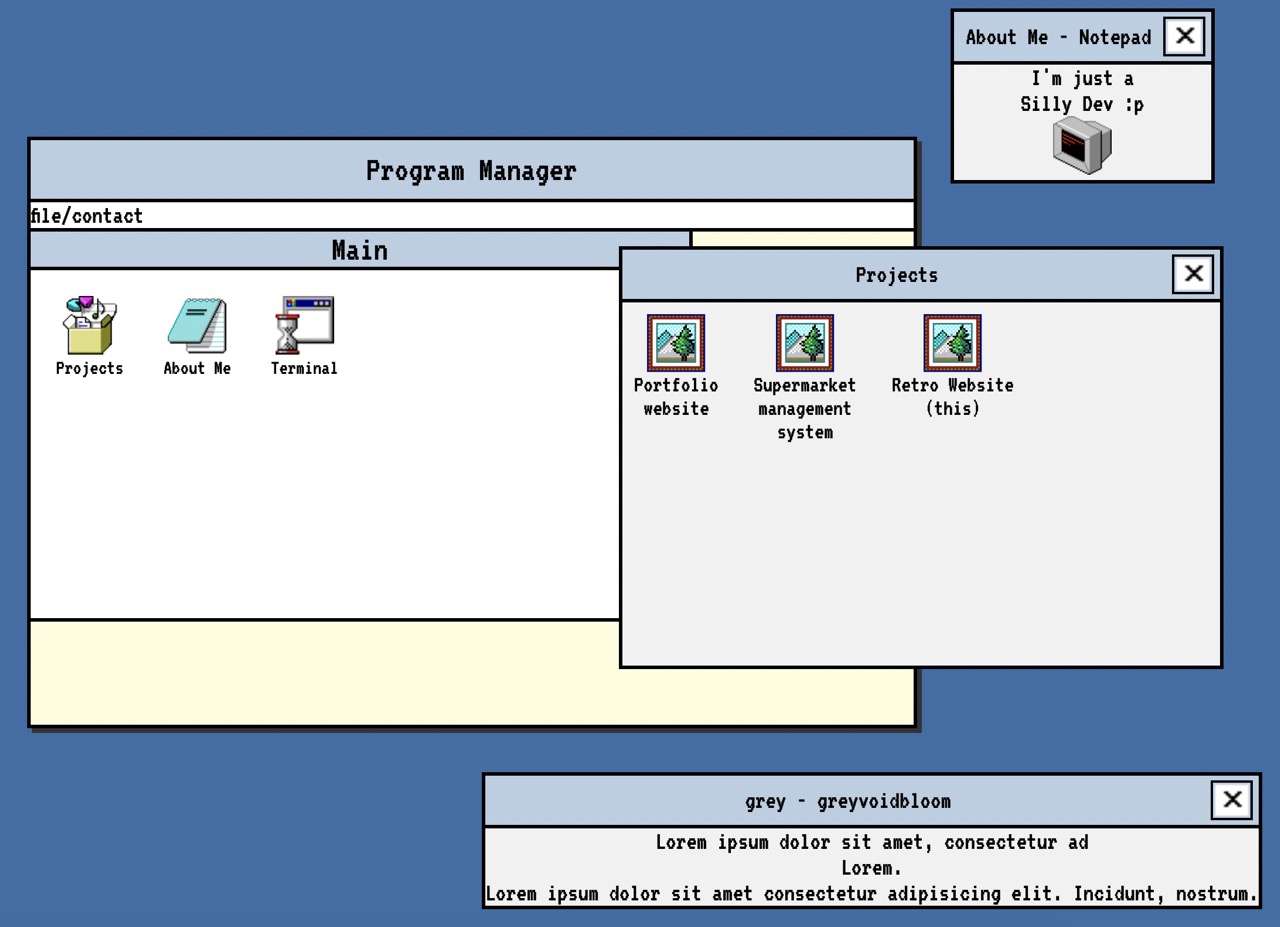 About Me - Notepad
I'm just a
Silly Dev :p
Program Manager
file/contact
Main
Projects
About Me
Terminal
Projects
Portfolio
website
Supermarket
management
system
Retro Website
(this)
grey - greyvoidbloom
Lorem ipsum dolor sit amet, consectetur ad
Lorem.
Lorem ipsum dolor sit amet consectetur adipisicing elit. Incidunt, nostrum.